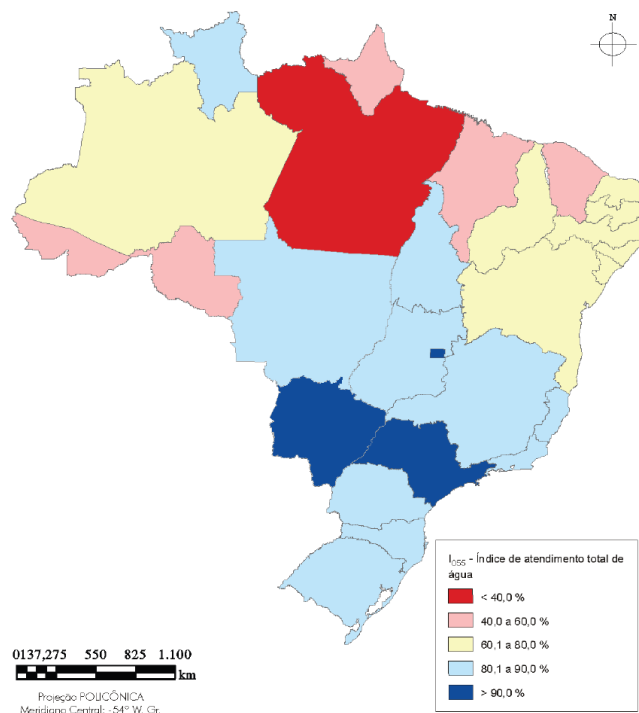 N
I₀₅₅ - Índice de atendimento total de
água
< 40,0 %
40,0 a 60,0 %
60,1 a 80,0 %
80,1 a 90,0 %
> 90,0 %
0137,275 550 825 1.100
km
Projeção POLICÔNICA
Meridiano Central: -54° W. Gr.